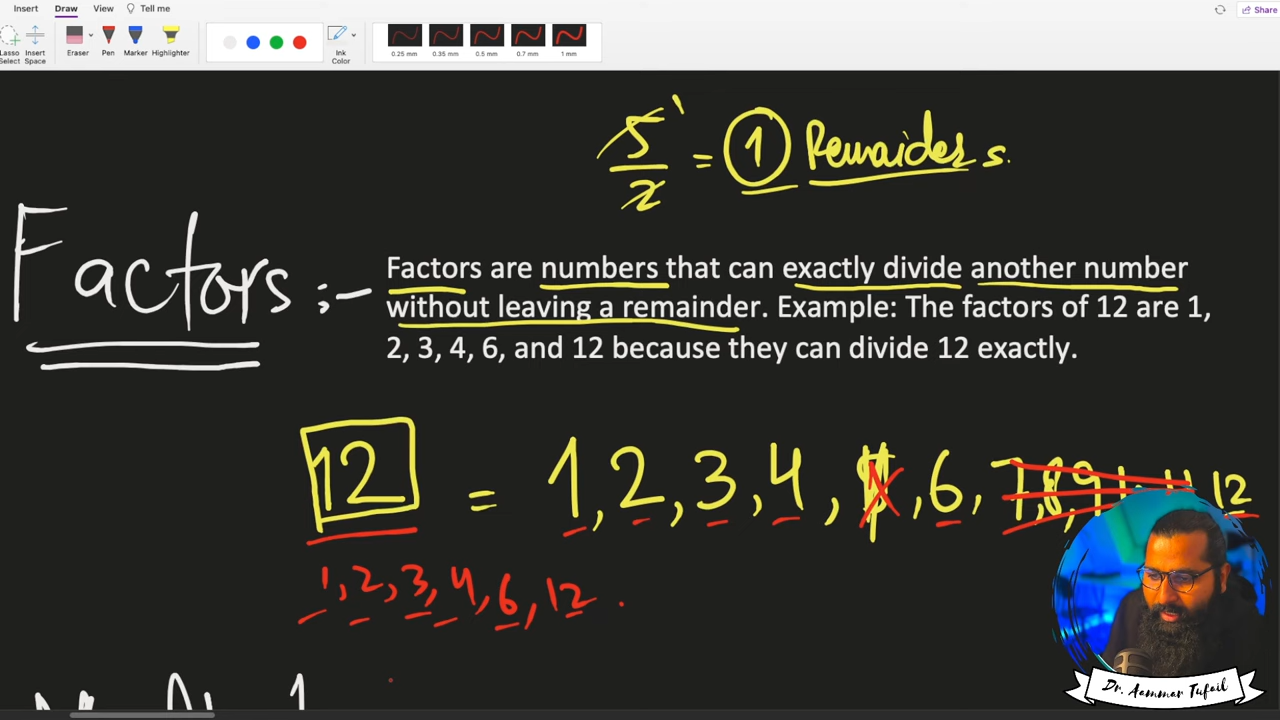 Insert Draw View Tell me Share
Lasso Select Insert Space Eraser Pen Marker Highlighter Ink Color 0.25 mm 0.35 mm 0.5 mm 0.7 mm 1 mm
5 1
2 = 1 Remaider s.
Factors :-
Factors are numbers that can exactly divide another number
without leaving a remainder. Example: The factors of 12 are 1,
2, 3, 4, 6, and 12 because they can divide 12 exactly.
12 = 1, 2, 3, 4, , 6, 7, 8, 9, 12
1, 2, 3, 4, 6, 12 .
Dr. Aammar Tufail